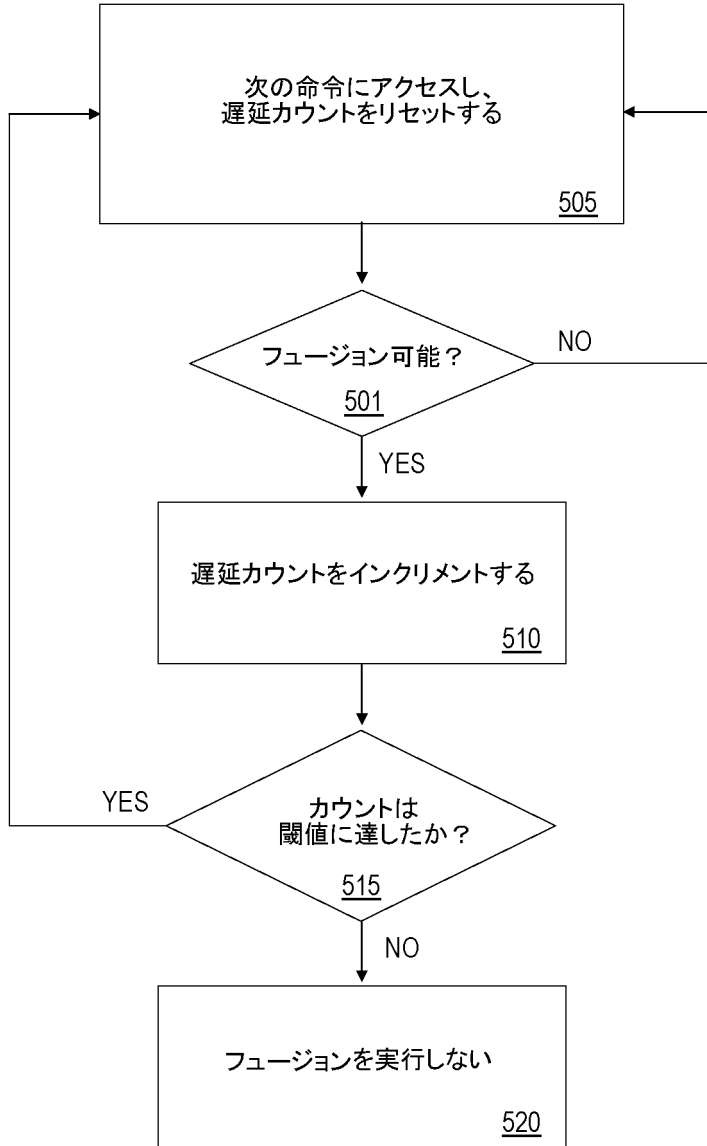 次の命令にアクセスし、
遅延カウントをリセットする
505
フュージョン可能？
501
NO
YES
遅延カウントをインクリメントする
510
YES
カウントは
閾値に達したか？
515
NO
フュージョンを実行しない
520